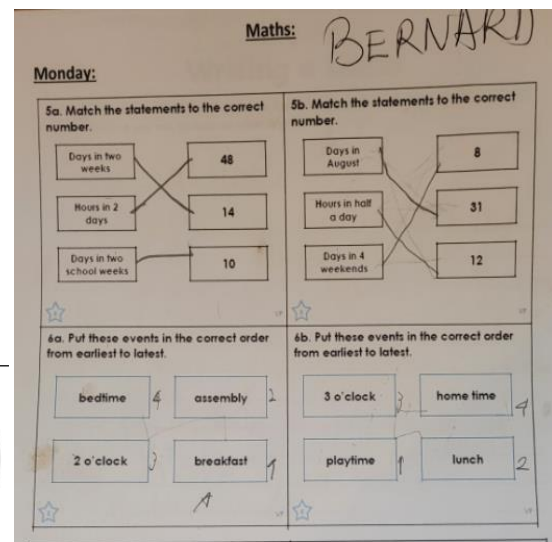 Maths:
BERNARD
Monday:
5a. Match the statements to the correct
number.
Days in two
weeks
48
Hours in 2
days
14
Days in two
school weeks
10
5b. Match the statements to the correct
number.
Days in
August
8
Hours in half
a day
31
Days in 4
weekends
12
6a. Put these events in the correct order
from earliest to latest.
bedtime 4
assembly 2
2 o'clock 3
breakfast 1
6b. Put these events in the correct order
from earliest to latest.
3 o'clock 3
home time 4
playtime 1
lunch 2